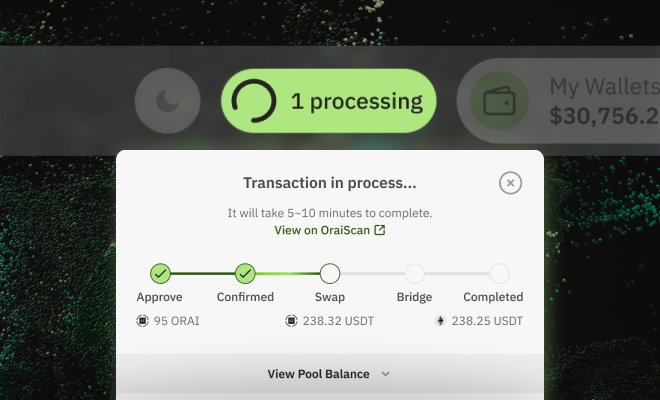 1 processing
My Wallets
$30,756.2
Transaction in process...
It will take 5~10 minutes to complete.
View on OraiScan
Approve Confirmed Swap Bridge Completed
95 ORAI 238.32 USDT 238.25 USDT
View Pool Balance